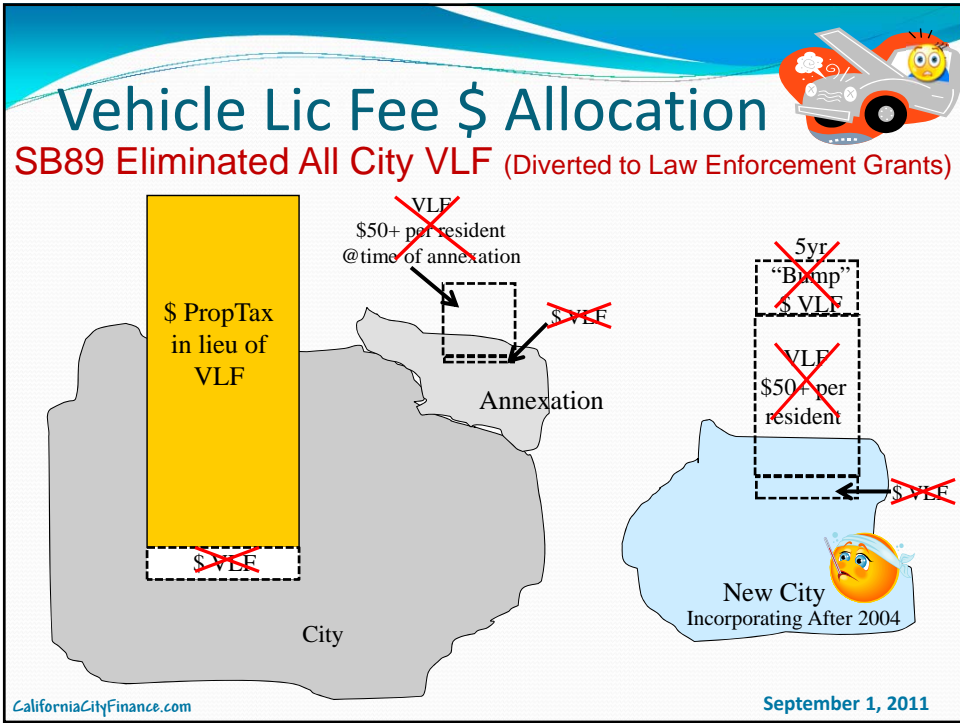 Vehicle Lic Fee $ Allocation
SB89 Eliminated All City VLF (Diverted to Law Enforcement Grants)
VLF
$50+ per resident
@time of annexation
$ VLF
5yr
“Bump”
$ VLF
$ PropTax
in lieu of
VLF
VLF
$50+ per
resident
Annexation
$ VLF
$ VLF
New City
Incorporating After 2004
City
CaliforniaCityFinance.com
September 1, 2011